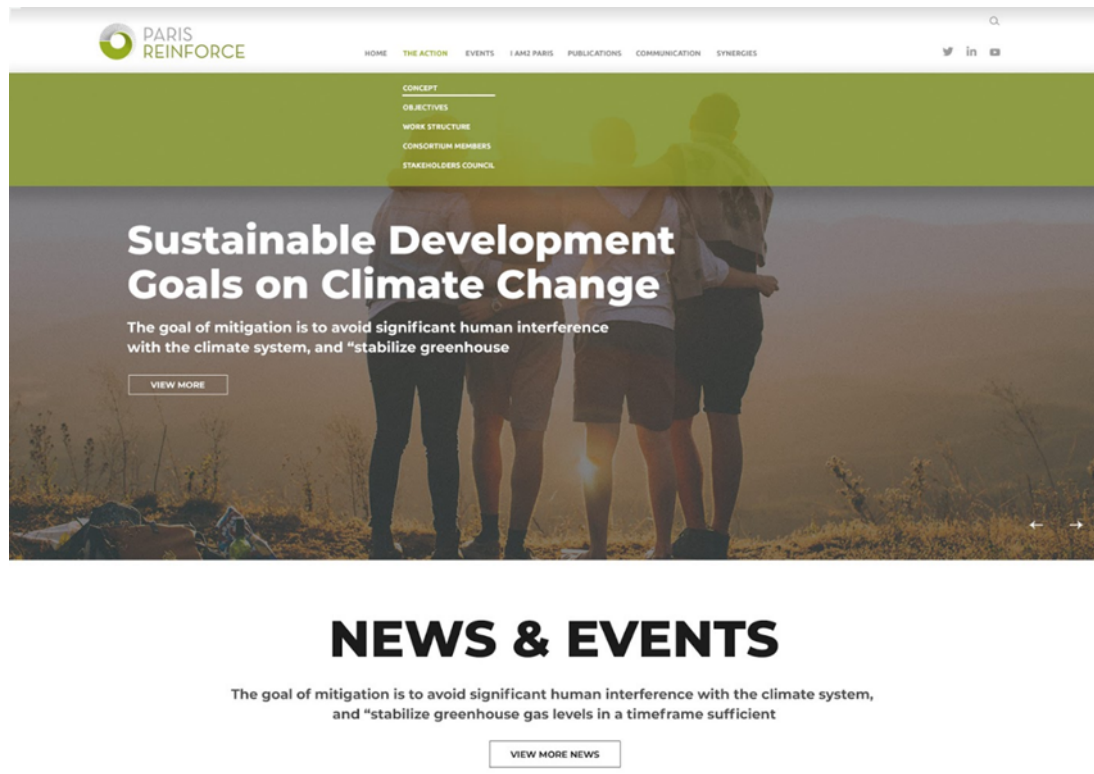 PARIS
REINFORCE
HOME THE ACTION EVENTS I AM2 PARIS PUBLICATIONS COMMUNICATION SYNERGIES
CONCEPT
OBJECTIVES
WORK STRUCTURE
CONSORTIUM MEMBERS
STAKEHOLDERS COUNCIL
Sustainable Development
Goals on Climate Change
The goal of mitigation is to avoid significant human interference
with the climate system, and “stabilize greenhouse
VIEW MORE
NEWS & EVENTS
The goal of mitigation is to avoid significant human interference with the climate system,
and “stabilize greenhouse gas levels in a timeframe sufficient
VIEW MORE NEWS